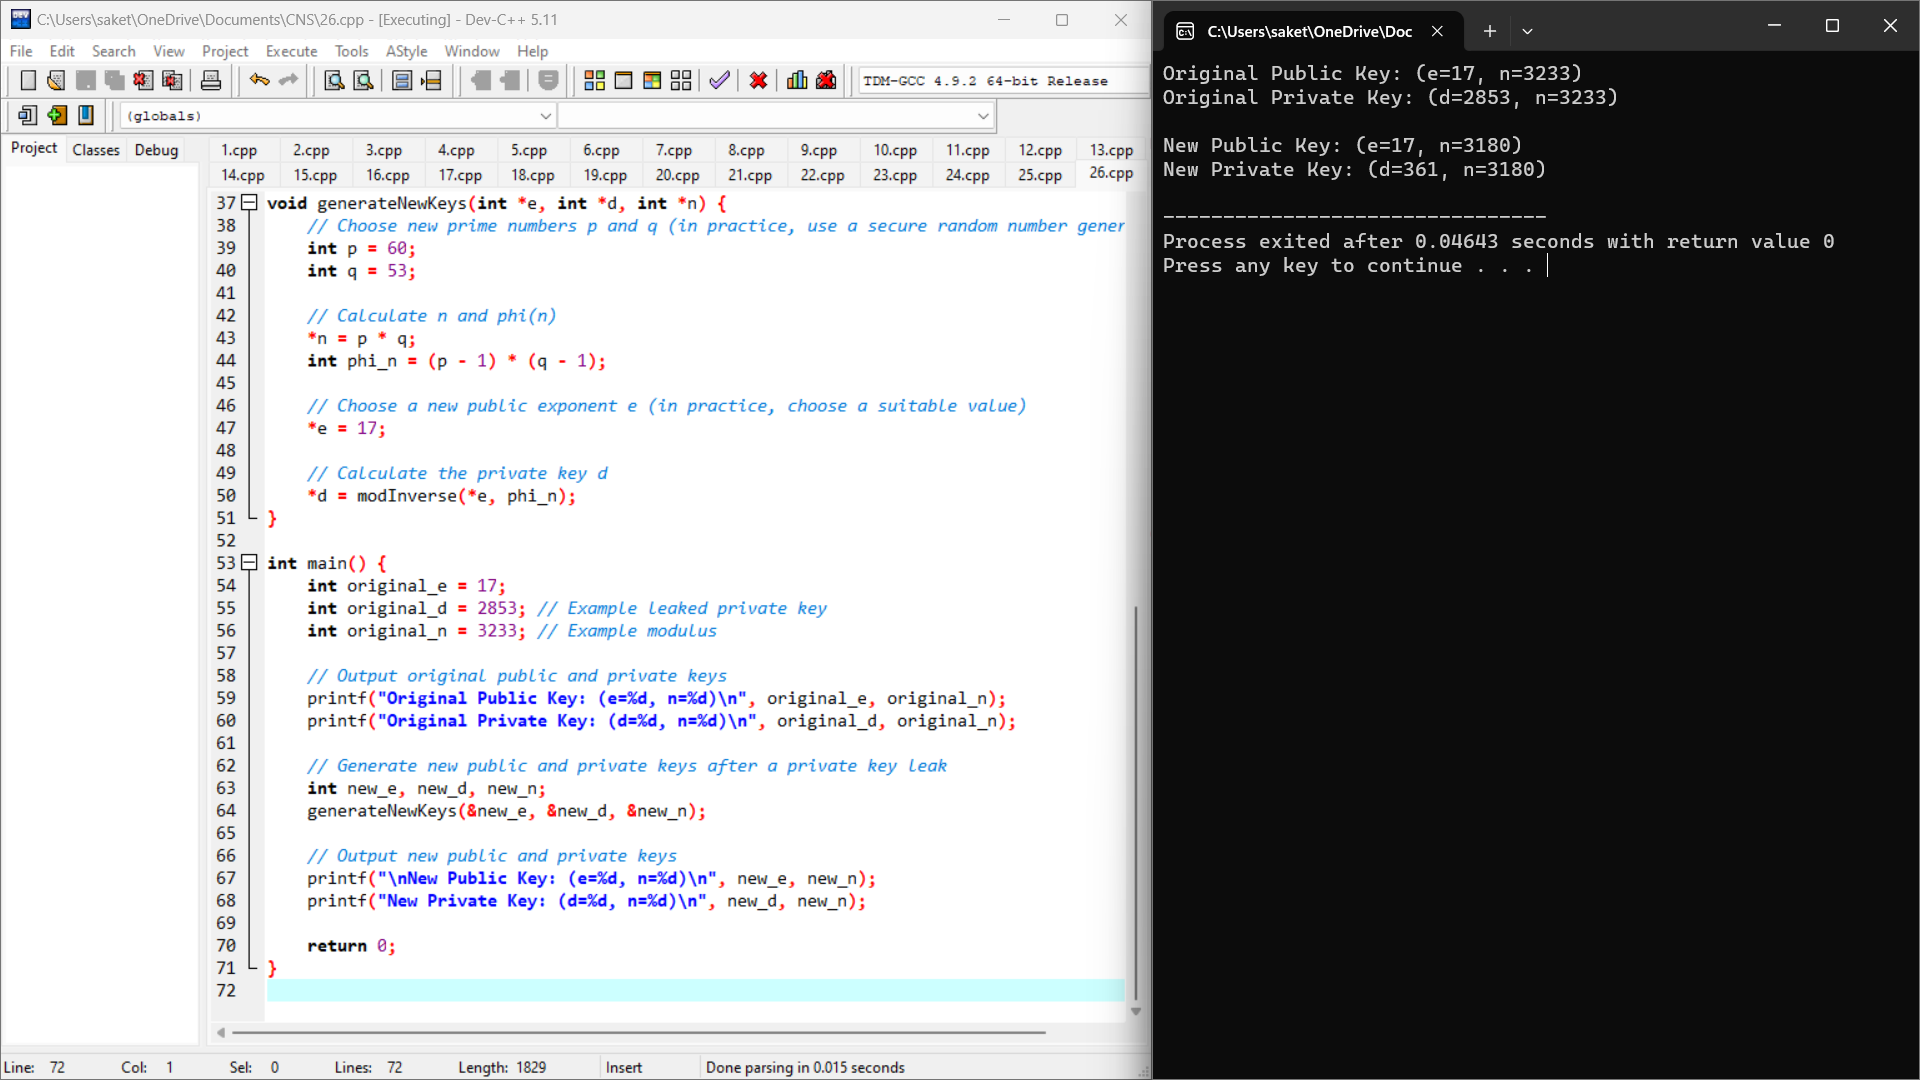 C:\Users\saket\OneDrive\Documents\CNS\26.cpp - [Executing] - Dev-C++ 5.11
File Edit Search View Project Execute Tools AStyle Window Help
TDM-GCC 4.9.2 64-bit Release
(globals)
Project Classes Debug
1.cpp 2.cpp 3.cpp 4.cpp 5.cpp 6.cpp 7.cpp 8.cpp 9.cpp 10.cpp 11.cpp 12.cpp 13.cpp
14.cpp 15.cpp 16.cpp 17.cpp 18.cpp 19.cpp 20.cpp 21.cpp 22.cpp 23.cpp 24.cpp 25.cpp 26.cpp
37 void generateNewKeys(int *e, int *d, int *n) {
38 // Choose new prime numbers p and q (in practice, use a secure random number gener
39 int p = 60;
40 int q = 53;
41
42 // Calculate n and phi(n)
43 *n = p * q;
44 int phi_n = (p - 1) * (q - 1);
45
46 // Choose a new public exponent e (in practice, choose a suitable value)
47 *e = 17;
48
49 // Calculate the private key d
50 *d = modInverse(*e, phi_n);
51 }
52
53 int main() {
54 int original_e = 17;
55 int original_d = 2853; // Example leaked private key
56 int original_n = 3233; // Example modulus
57
58 // Output original public and private keys
59 printf("Original Public Key: (e=%d, n=%d)\n", original_e, original_n);
60 printf("Original Private Key: (d=%d, n=%d)\n", original_d, original_n);
61
62 // Generate new public and private keys after a private key leak
63 int new_e, new_d, new_n;
64 generateNewKeys(&new_e, &new_d, &new_n);
65
66 // Output new public and private keys
67 printf("\nNew Public Key: (e=%d, n=%d)\n", new_e, new_n);
68 printf("New Private Key: (d=%d, n=%d)\n", new_d, new_n);
69
70 return 0;
71 }
72
Line: 72 Col: 1 Sel: 0 Lines: 72 Length: 1829 Insert Done parsing in 0.015 seconds
C:\Users\saket\OneDrive\Doc
Original Public Key: (e=17, n=3233)
Original Private Key: (d=2853, n=3233)
New Public Key: (e=17, n=3180)
New Private Key: (d=361, n=3180)
--------------------------------
Process exited after 0.04643 seconds with return value 0
Press any key to continue . . .